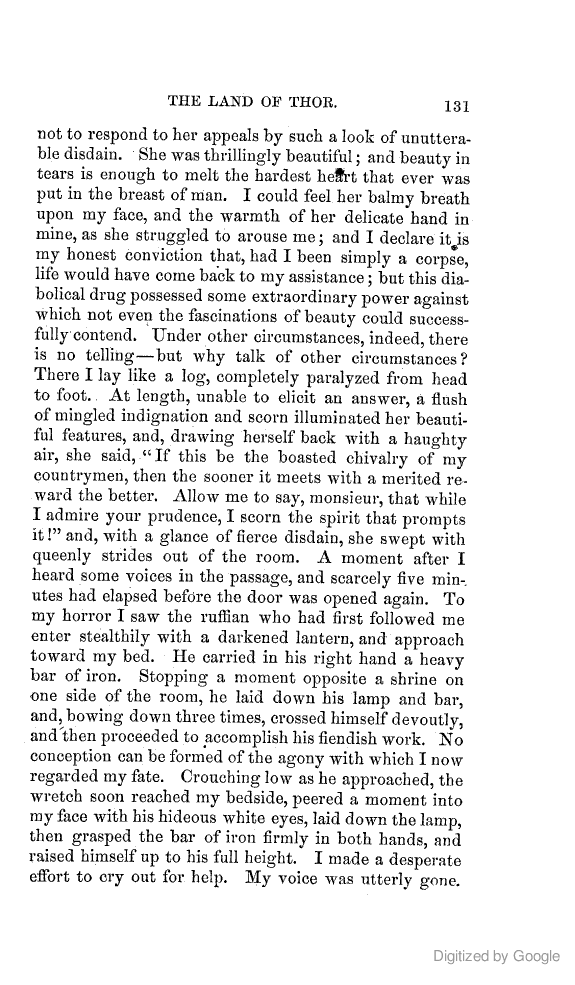 THE LAND OF THOR. 131
not to respond to her appeals by such a look of unuttera-
ble disdain. She was thrillingly beautiful; and beauty in
tears is enough to melt the hardest heart that ever was
put in the breast of man. I could feel her balmy breath
upon my face, and the warmth of her delicate hand in
mine, as she struggled to arouse me; and I declare it is
my honest conviction that, had I been simply a corpse,
life would have come back to my assistance; but this dia-
bolical drug possessed some extraordinary power against
which not even the fascinations of beauty could success-
fully contend. Under other circumstances, indeed, there
is no telling—but why talk of other circumstances?
There I lay like a log, completely paralyzed from head
to foot. At length, unable to elicit an answer, a flush
of mingled indignation and scorn illuminated her beauti-
ful features, and, drawing herself back with a haughty
air, she said, “If this be the boasted chivalry of my
countrymen, then the sooner it meets with a merited re-
ward the better. Allow me to say, monsieur, that while
I admire your prudence, I scorn the spirit that prompts
it!” and, with a glance of fierce disdain, she swept with
queenly strides out of the room. A moment after I
heard some voices in the passage, and scarcely five min-
utes had elapsed before the door was opened again. To
my horror I saw the ruffian who had first followed me
enter stealthily with a darkened lantern, and approach
toward my bed. He carried in his right hand a heavy
bar of iron. Stopping a moment opposite a shrine on
one side of the room, he laid down his lamp and bar,
and, bowing down three times, crossed himself devoutly,
and then proceeded to accomplish his fiendish work. No
conception can be formed of the agony with which I now
regarded my fate. Crouching low as he approached, the
wretch soon reached my bedside, peered a moment into
my face with his hideous white eyes, laid down the lamp,
then grasped the bar of iron firmly in both hands, and
raised himself up to his full height. I made a desperate
effort to cry out for help. My voice was utterly gone.
Digitized by Google